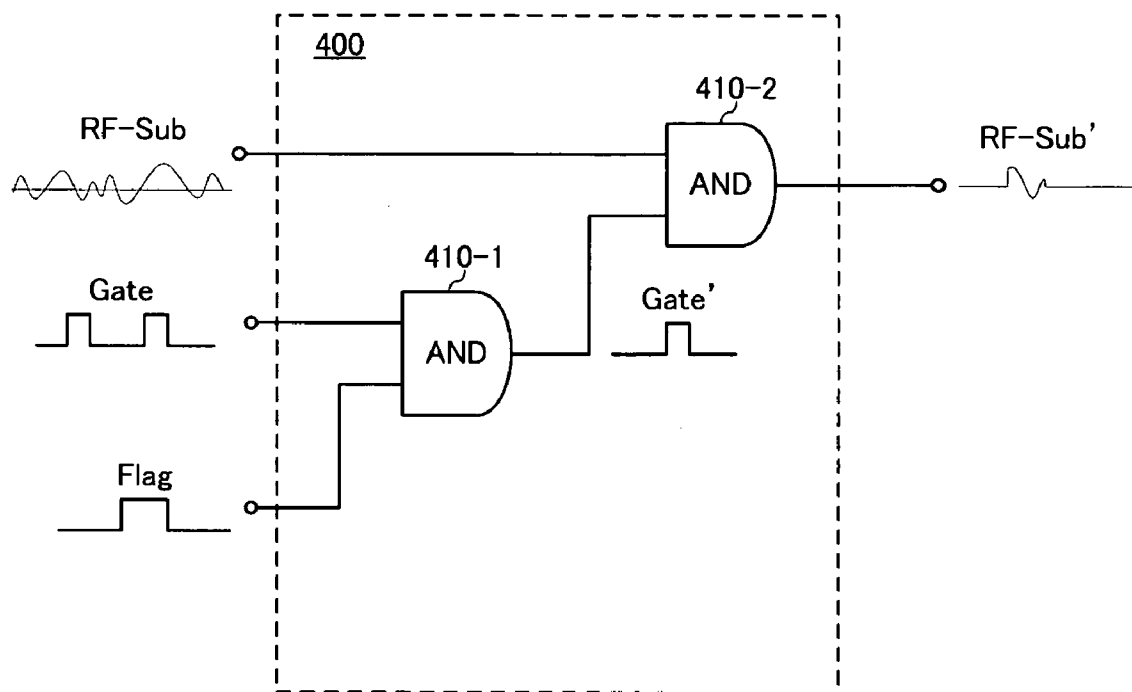 400
410-2
RF-Sub
RF-Sub'
AND
410-1
Gate
Gate'
AND
Flag